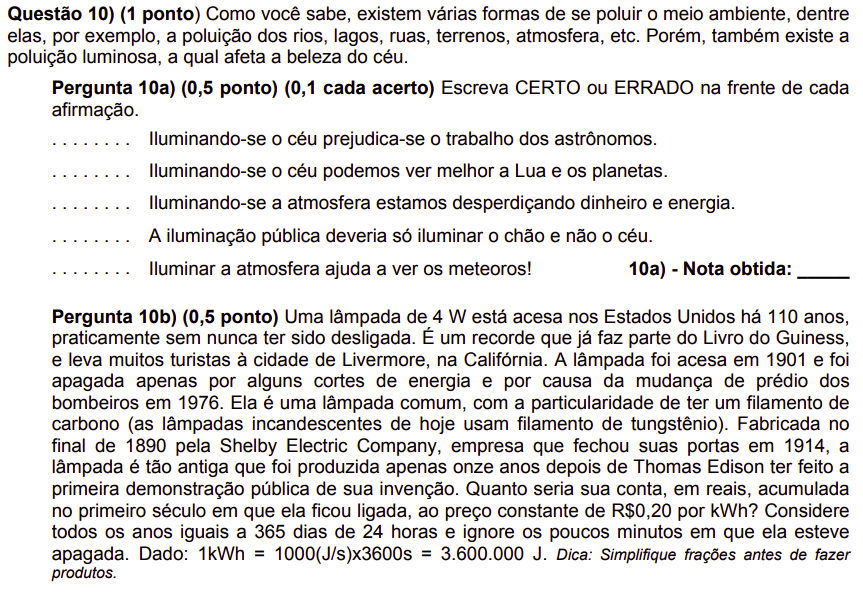 Questão 10) (1 ponto) Como você sabe, existem várias formas de se poluir o meio ambiente, dentre
elas, por exemplo, a poluição dos rios, lagos, ruas, terrenos, atmosfera, etc. Porém, também existe a
poluição luminosa, a qual afeta a beleza do céu.
Pergunta 10a) (0,5 ponto) (0,1 cada acerto) Escreva CERTO ou ERRADO na frente de cada
afirmação.
. . . . . . . . Iluminando-se o céu prejudica-se o trabalho dos astrônomos.
. . . . . . . . Iluminando-se o céu podemos ver melhor a Lua e os planetas.
. . . . . . . . Iluminando-se a atmosfera estamos desperdiçando dinheiro e energia.
. . . . . . . . A iluminação pública deveria só iluminar o chão e não o céu.
. . . . . . . . Iluminar a atmosfera ajuda a ver os meteoros! 10a) - Nota obtida: _____
Pergunta 10b) (0,5 ponto) Uma lâmpada de 4 W está acesa nos Estados Unidos há 110 anos,
praticamente sem nunca ter sido desligada. É um recorde que já faz parte do Livro do Guiness,
e leva muitos turistas à cidade de Livermore, na Califórnia. A lâmpada foi acesa em 1901 e foi
apagada apenas por alguns cortes de energia e por causa da mudança de prédio dos
bombeiros em 1976. Ela é uma lâmpada comum, com a particularidade de ter um filamento de
carbono (as lâmpadas incandescentes de hoje usam filamento de tungstênio). Fabricada no
final de 1890 pela Shelby Electric Company, empresa que fechou suas portas em 1914, a
lâmpada é tão antiga que foi produzida apenas onze anos depois de Thomas Edison ter feito a
primeira demonstração pública de sua invenção. Quanto seria sua conta, em reais, acumulada
no primeiro século em que ela ficou ligada, ao preço constante de R$0,20 por kWh? Considere
todos os anos iguais a 365 dias de 24 horas e ignore os poucos minutos em que ela esteve
apagada. Dado: 1kWh = 1000(J/s)x3600s = 3.600.000 J. Dica: Simplifique frações antes de fazer
produtos.